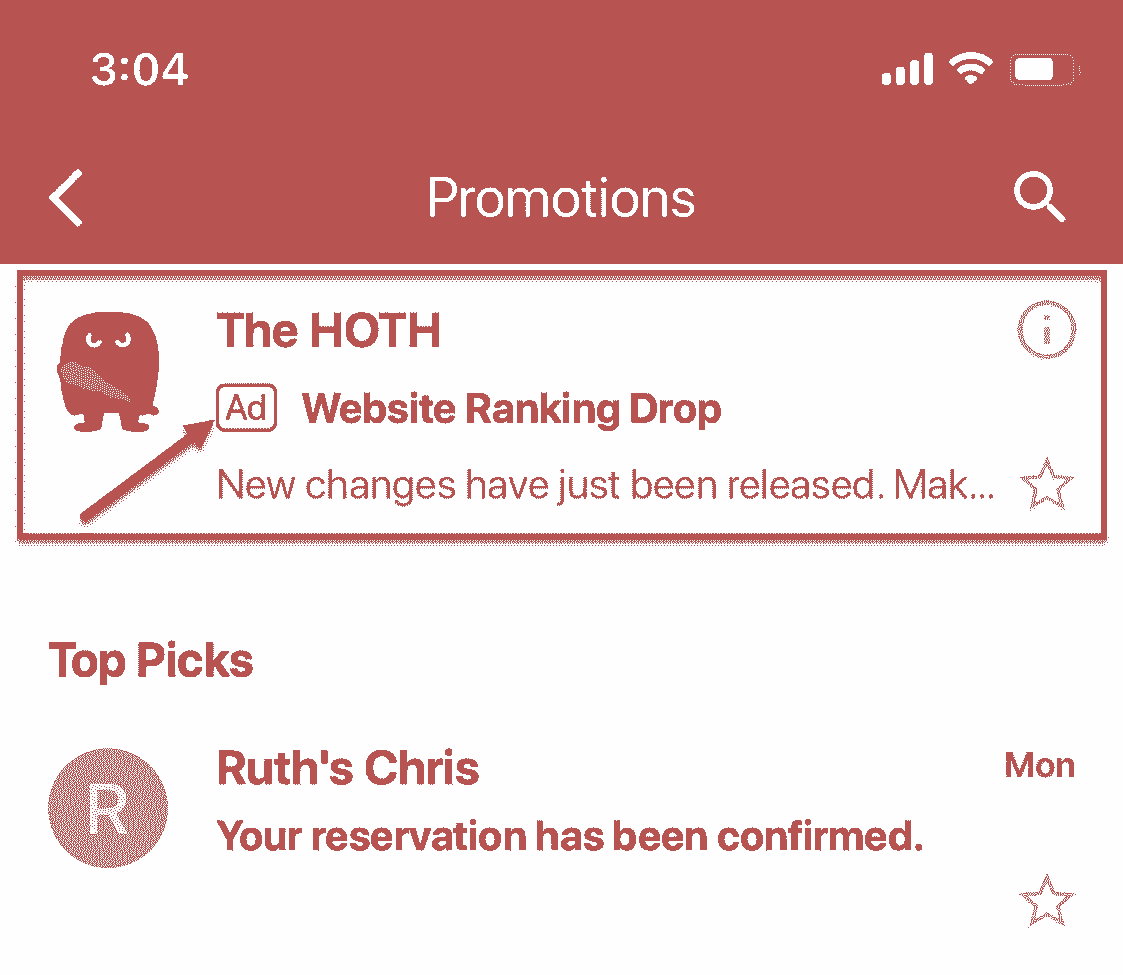 3:04
Promotions
The HOTH
Ad Website Ranking Drop
New changes have just been released. Mak...
Top Picks
R
Ruth's Chris
Mon
Your reservation has been confirmed.